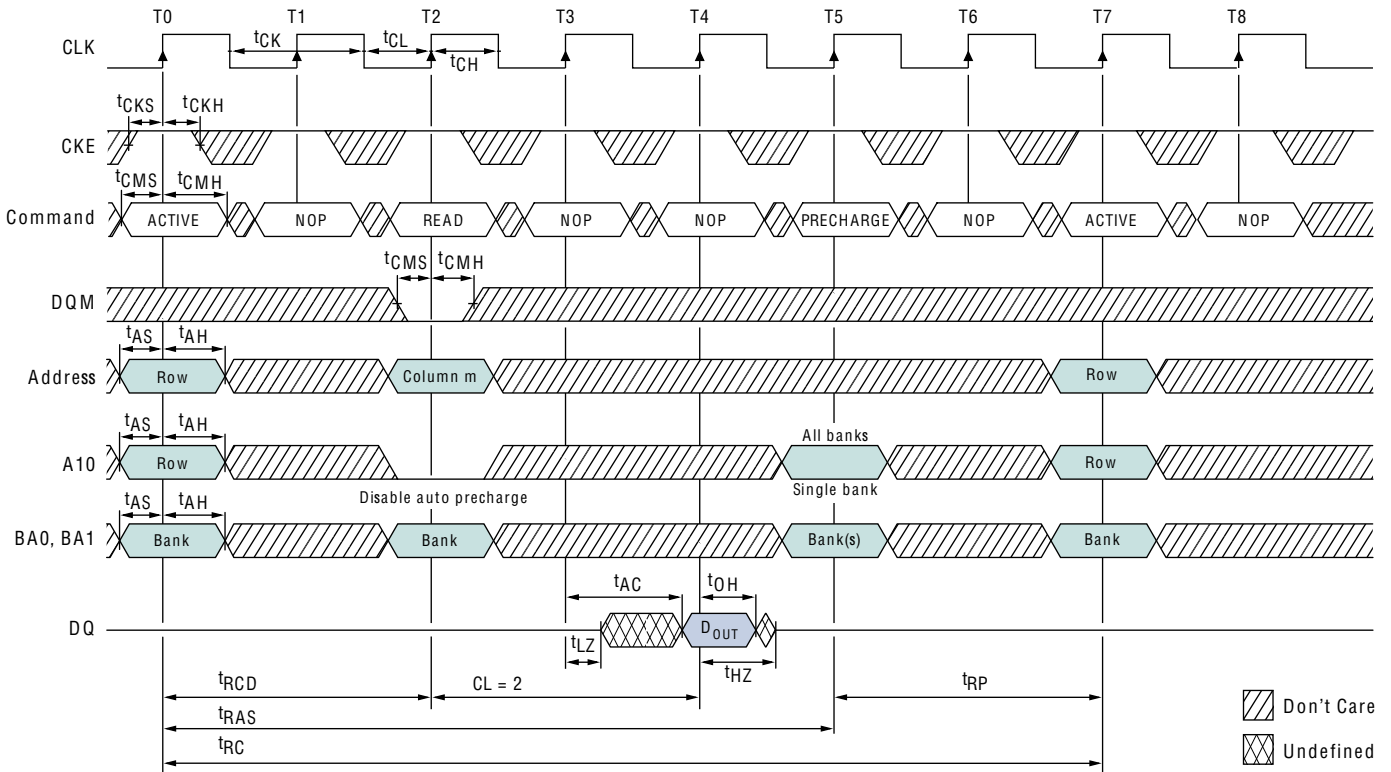 T0 T1 T2 T3 T4 T5 T6 T7 T8
CLK
tCK tCL
tCH
tCKS tCKH
CKE
tCMS tCMH
Command ACTIVE NOP READ NOP NOP PRECHARGE NOP ACTIVE NOP
tCMS tCMH
DQM
tAS tAH
Address Row Column m Row
tAS tAH
All banks
A10 Row Row
Disable auto precharge Single bank
tAS tAH
BA0, BA1 Bank Bank Bank(s) Bank
tAC tOH
DQ DOUT
tLZ tHZ
tRCD CL = 2 tRP
tRAS
tRC
Don't Care
Undefined